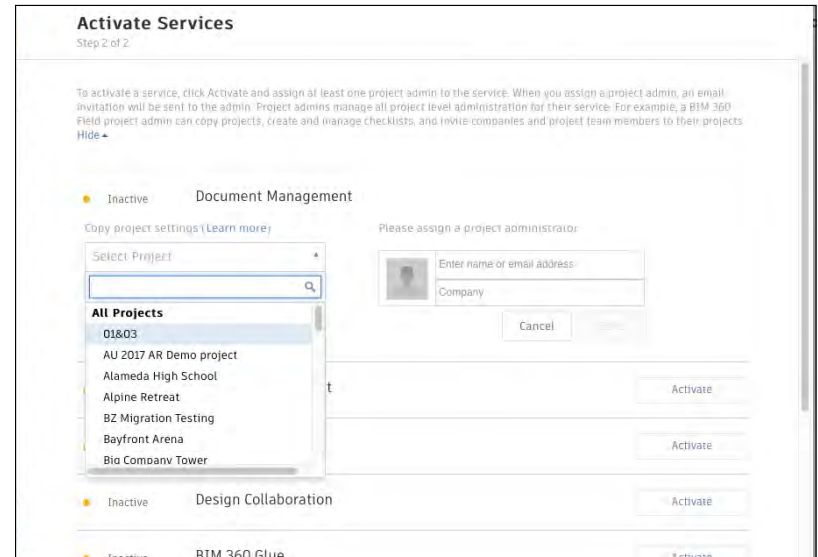 Activate Services
Step 2 of 2
To activate a service, click Activate and assign at least one project admin to the service. When you assign a project admin, an email
invitation will be sent to the admin. Project admins manage all project level administration for their service. For example, a BIM 360
Field project admin can copy projects, create and manage checklists, and invite companies and project team members to their projects
Hide
Inactive Document Management
Copy project settings (Learn more)
Please assign a project administrator
Select Project
Enter name or email address
Company
All Projects
01&03
Cancel
AU 2017 AR Demo project
Alameda High School
t Activate
Alpine Retreat
BZ Migration Testing
Bayfront Arena
Activate
Big Company Tower
Inactive Design Collaboration Activate
Inactive BIM 360 Glue Activate